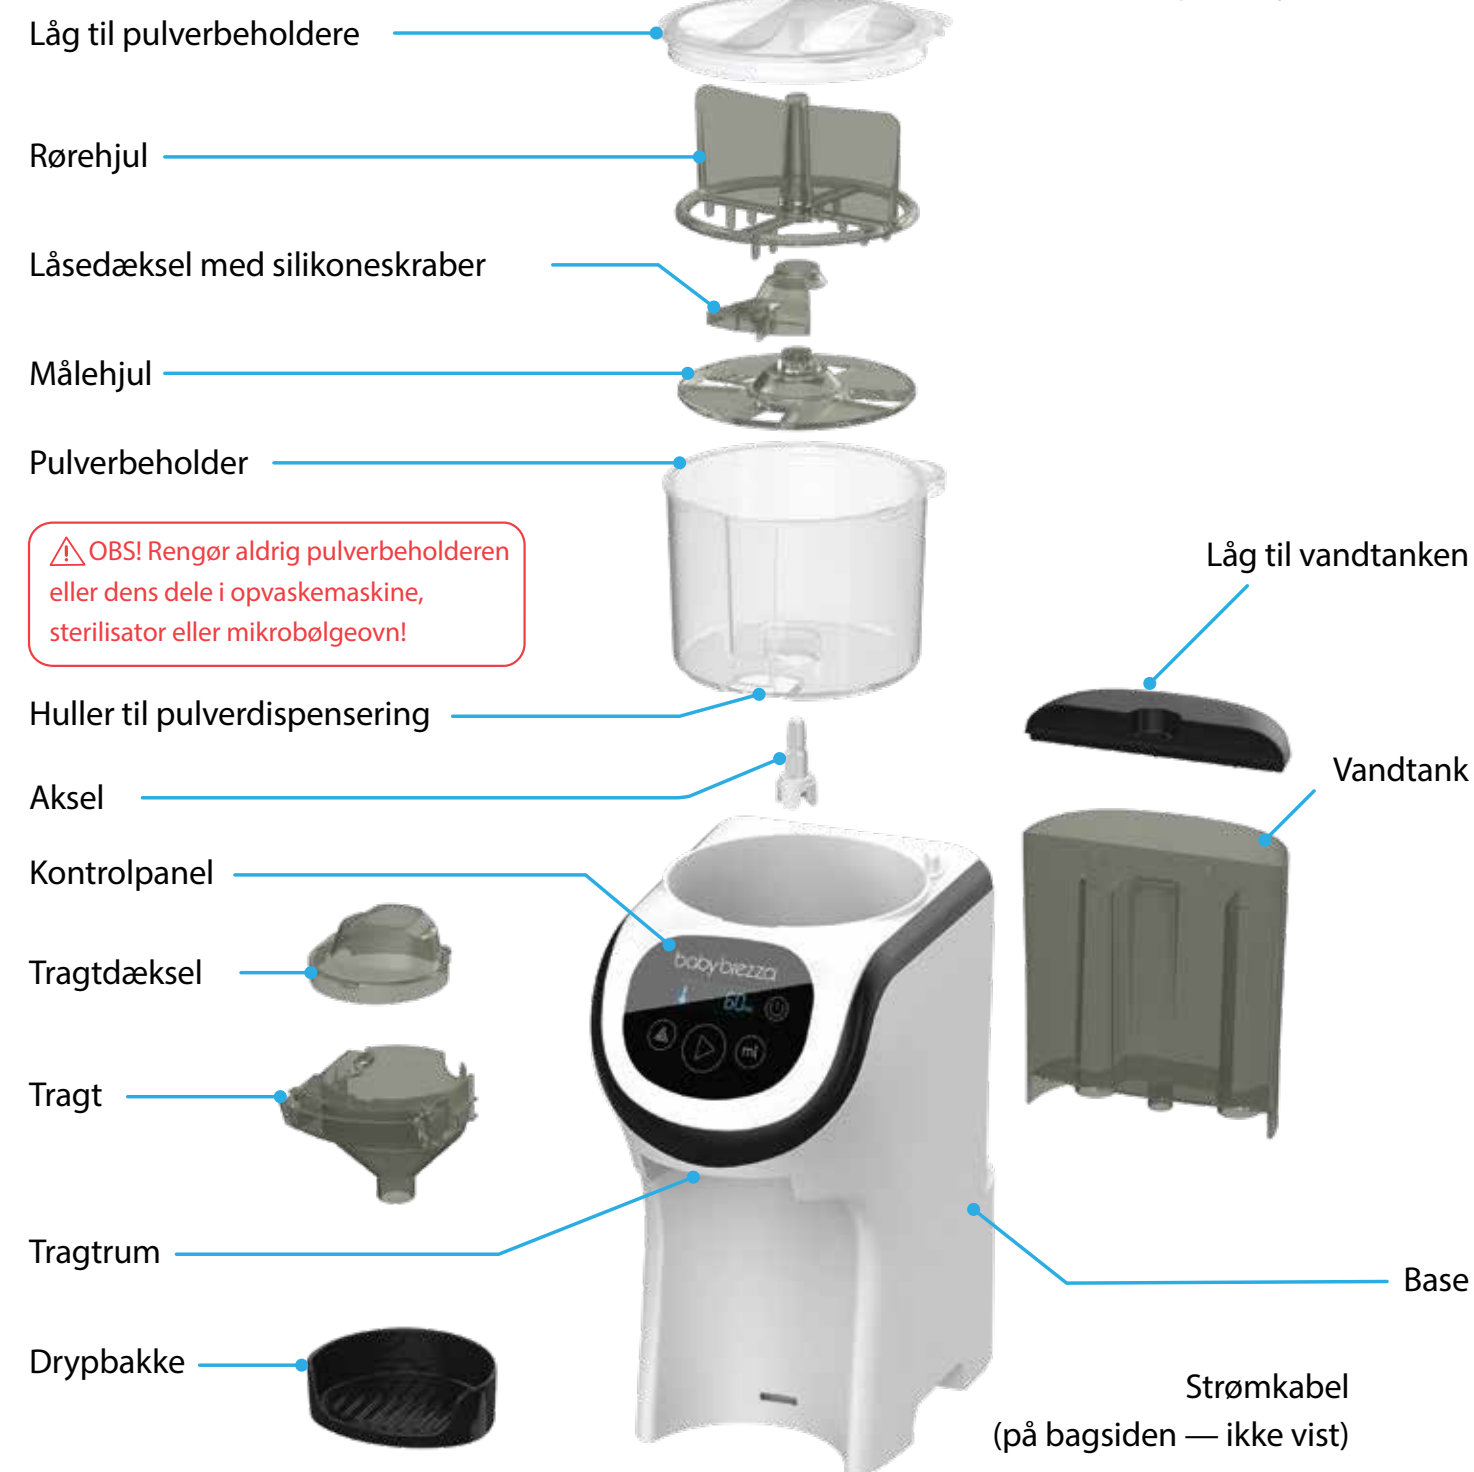 Låg til pulverbeholdere
Rørehjul
Låsedæksel med silikoneskraber
Målehjul
Pulverbeholder
OBS! Rengør aldrig pulverbeholderen
eller dens dele i opvaskemaskine,
sterilisator eller mikrobølgeovn!
Huller til pulverdispensering
Aksel
Kontrolpanel
Tragtdæksel
Tragt
Tragtrum
Drypbakke
babybrezza
60
ml
Låg til vandtanken
Vandtank
Base
Strømkabel
(på bagsiden — ikke vist)